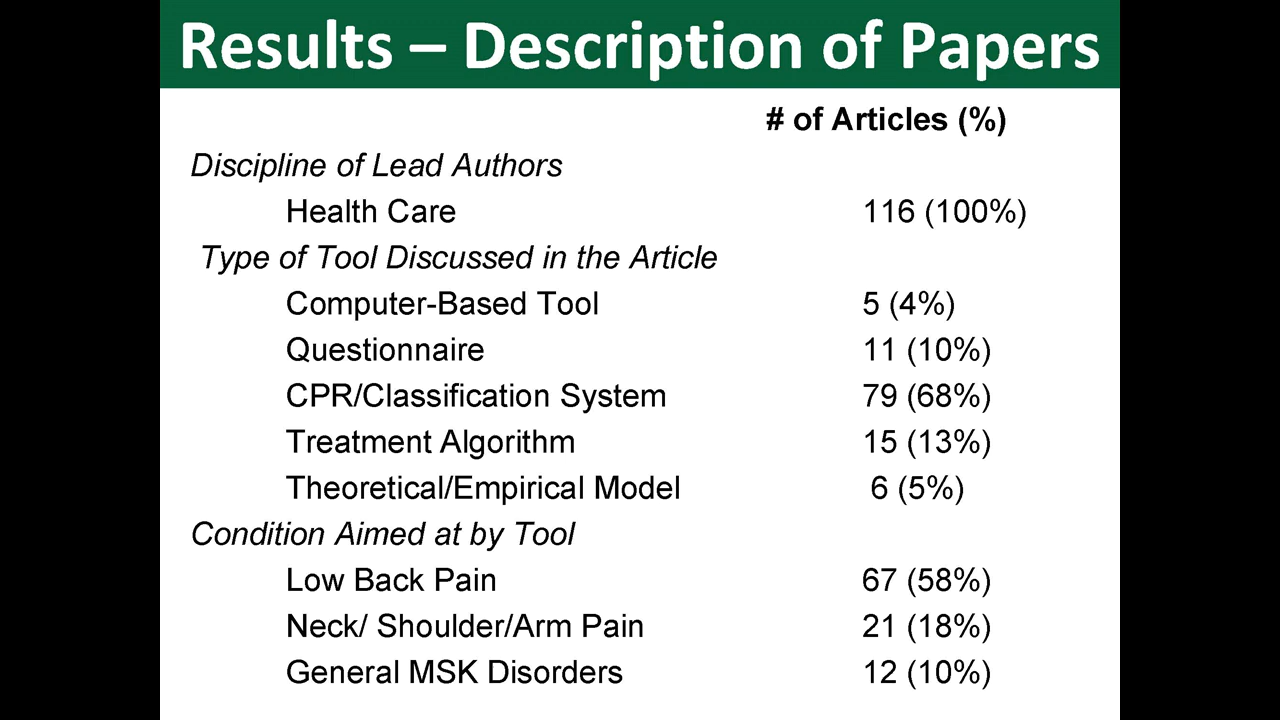 Results – Description of Papers
# of Articles (%)
Discipline of Lead Authors
Health Care 116 (100%)
Type of Tool Discussed in the Article
Computer-Based Tool 5 (4%)
Questionnaire 11 (10%)
CPR/Classification System 79 (68%)
Treatment Algorithm 15 (13%)
Theoretical/Empirical Model 6 (5%)
Condition Aimed at by Tool
Low Back Pain 67 (58%)
Neck/ Shoulder/Arm Pain 21 (18%)
General MSK Disorders 12 (10%)